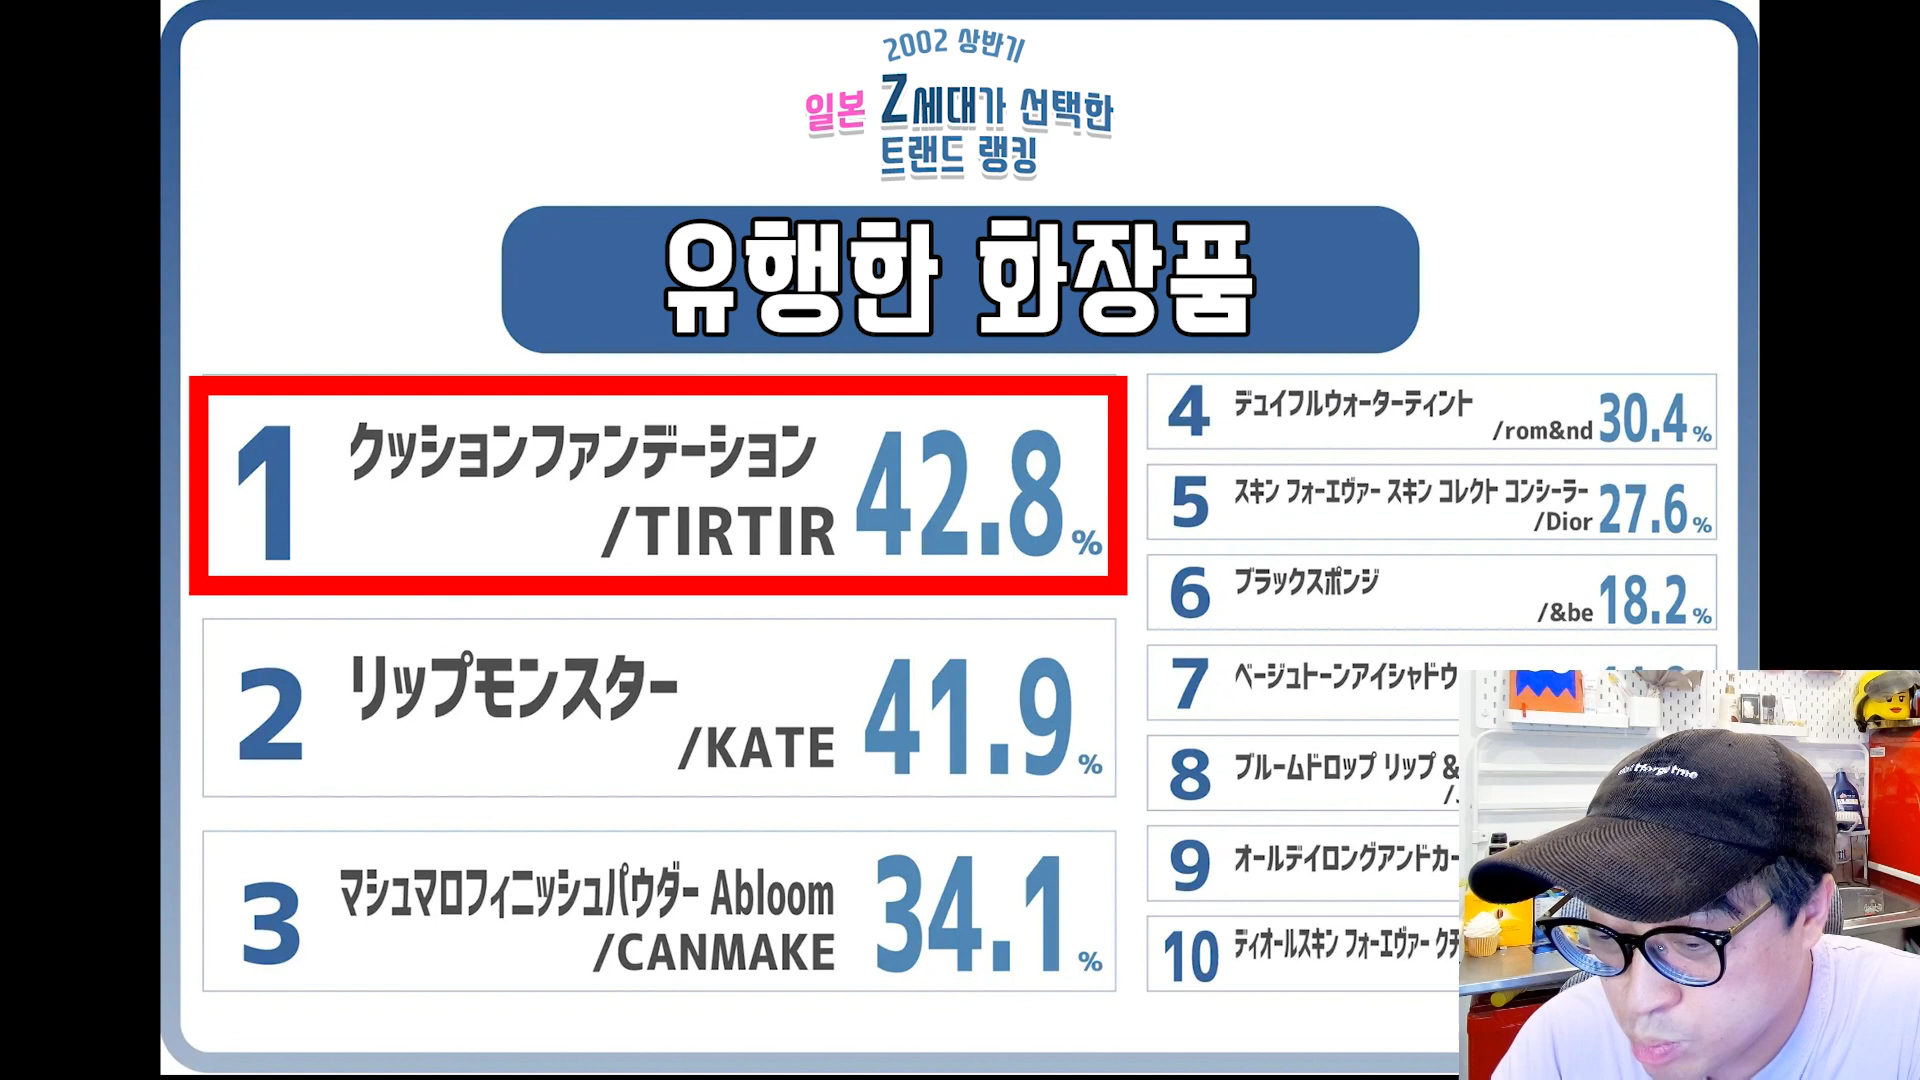 2002 상반기
일본 Z세대가 선택한
트랜드 랭킹
유행한 화장품
1 クッションファンデーション
/TIRTIR 42.8%
2 リップモンスター
/KATE 41.9%
3 マシュマロフィニッシュパウダー Abloom
/CANMAKE 34.1%
4 デュイフルウォーターティント
/rom&nd 30.4%
5 スキン フォーエヴァー スキン コレクト コンシーラー
/Dior 27.6%
6 ブラックスポンジ
/&be 18.2%
7 ベージュトーンアイシャドウ
8 ブルームドロップ リップ &
9 オールデイロングアンドカー
10 ディオールスキン フォーエヴァー クチ